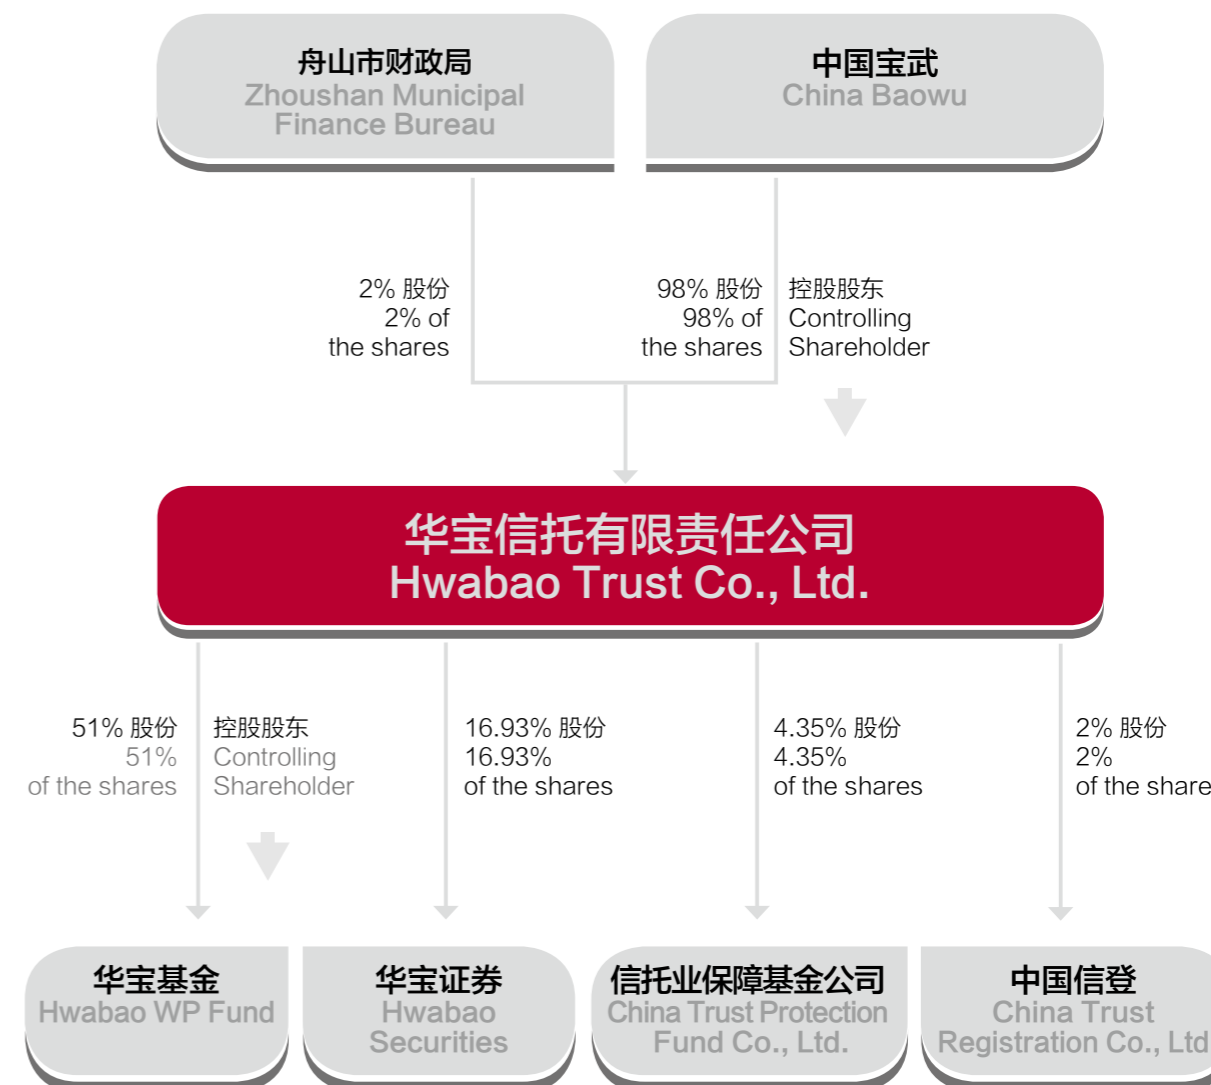 舟山市财政局
Zhoushan Municipal
Finance Bureau
中国宝武
China Baowu
2% 股份
2% of
the shares
98% 股份
98% of
the shares
控股股东
Controlling
Shareholder
华宝信托有限责任公司
Hwabao Trust Co., Ltd.
51% 股份
51%
of the shares
控股股东
Controlling
Shareholder
16.93% 股份
16.93%
of the shares
4.35% 股份
4.35%
of the shares
2% 股份
2%
of the share
华宝基金
Hwabao WP Fund
华宝证券
Hwabao
Securities
信托业保障基金公司
China Trust Protection
Fund Co., Ltd.
中国信登
China Trust
Registration Co., Ltd